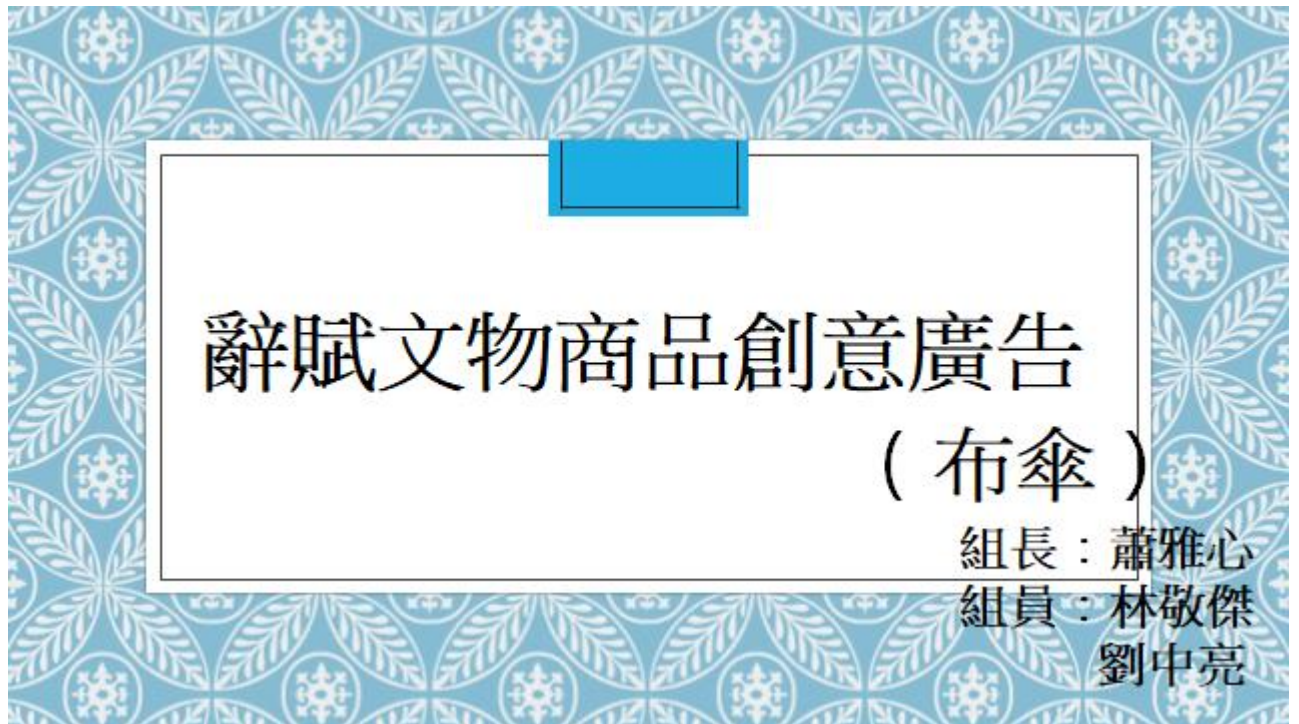 辭賦文物商品創意廣告
（布傘）
組長：蕭雅心
組員：林敬傑
劉中亮